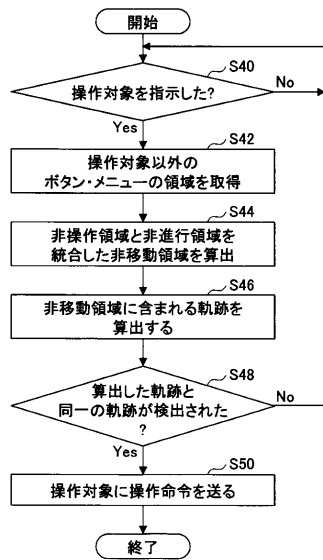 開始
S40
操作対象を指示した?
No
Yes
S42
操作対象以外の
ボタン・メニューの領域を取得
S44
非操作領域と非進行領域を
統合した非移動領域を算出
S46
非移動領域に含まれる軌跡を
算出する
S48
算出した軌跡と
同一の軌跡が検出された
?
No
Yes
S50
操作対象に操作命令を送る
終了